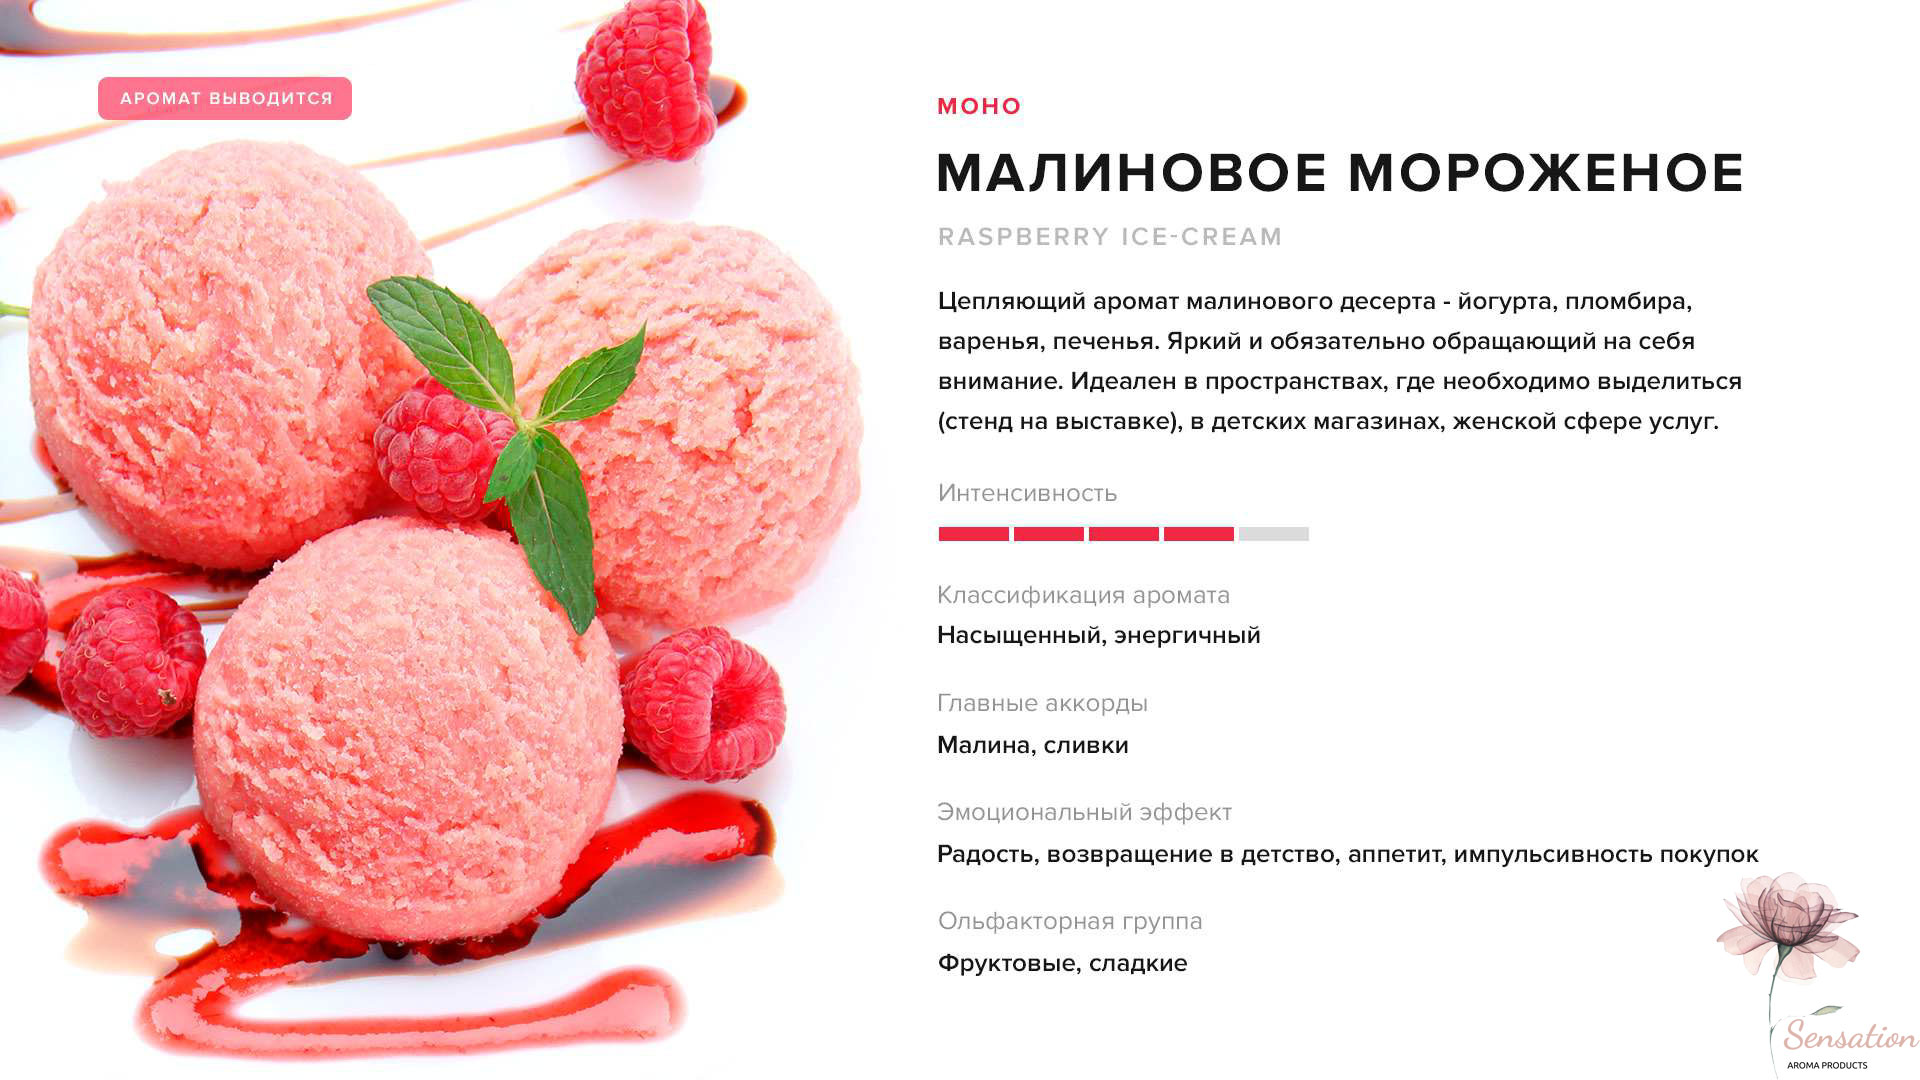 АРОМАТ ВЫВОДИТСЯ
МОНО
МАЛИНОВОЕ МОРОЖЕНОЕ
RASPBERRY ICE-CREAM
Цепляющий аромат малинового десерта - йогурта, пломбира,
варенья, печенья. Яркий и обязательно обращающий на себя
внимание. Идеален в пространствах, где необходимо выделиться
(стенд на выставке), в детских магазинах, женской сфере услуг.
Интенсивность
Классификация аромата
Насыщенный, энергичный
Главные аккорды
Малина, сливки
Эмоциональный эффект
Радость, возвращение в детство, аппетит, импульсивность покупок
Ольфакторная группа
Фруктовые, сладкие
Sensation
AROMA PRODUCTS